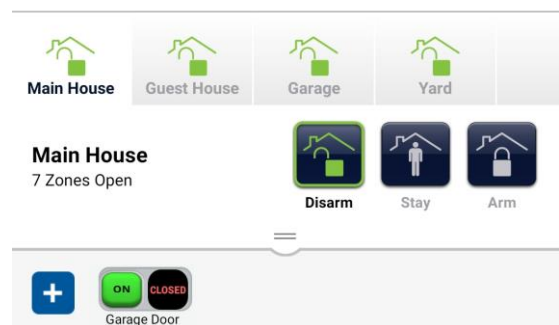 Main House
Guest House
Garage
Yard
Main House
7 Zones Open
Disarm
Stay
Arm
ON
CLOSED
Garage Door